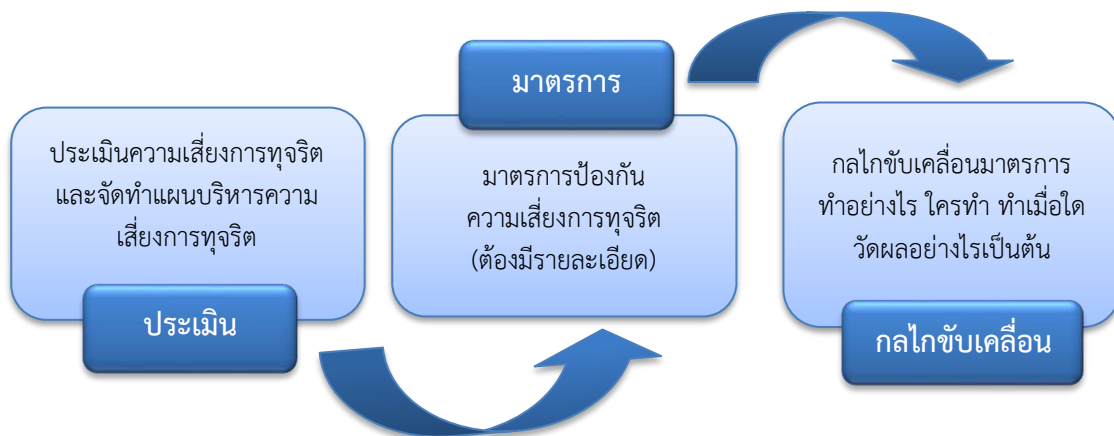 ประเมินความเสี่ยงการทุจริต
และจัดทำแผนบริหารความ
เสี่ยงการทุจริต
ประเมิน
มาตรการ
มาตรการป้องกัน
ความเสี่ยงการทุจริต
(ต้องมีรายละเอียด)
กลไกขับเคลื่อนมาตรการ
ทำอย่างไร ใครทำ ทำเมื่อใด
วัดผลอย่างไรเป็นต้น
กลไกขับเคลื่อน